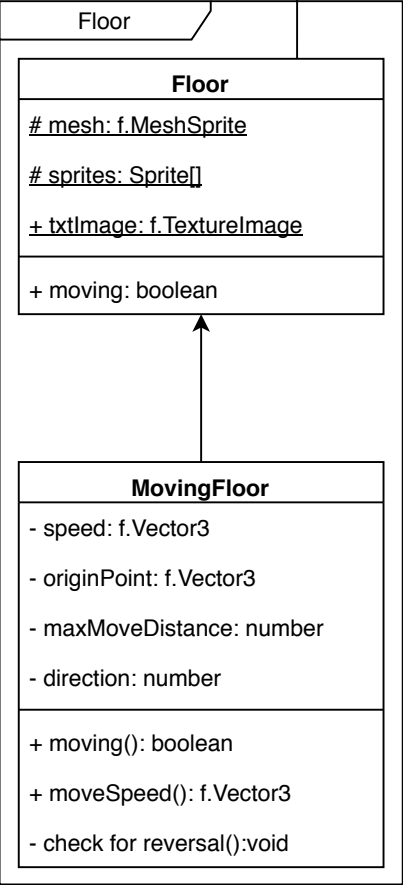 Floor
Floor
# mesh: f.MeshSprite
# sprites: Sprite[]
+ txtImage: f.TextureImage
+ moving: boolean
MovingFloor
- speed: f.Vector3
- originPoint: f.Vector3
- maxMoveDistance: number
- direction: number
+ moving(): boolean
+ moveSpeed(): f.Vector3
- check for reversal():void